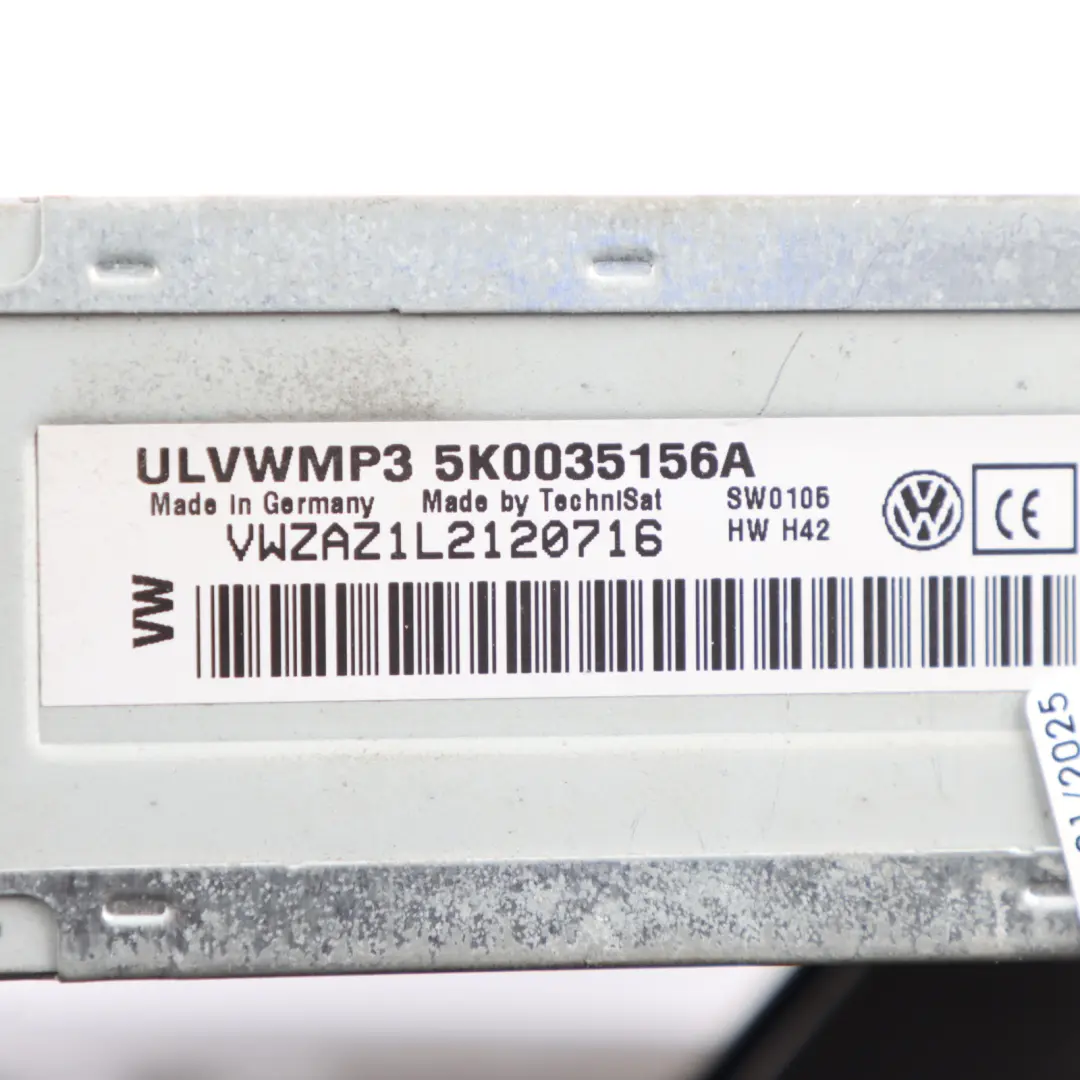 ULVWMP3 5K0035156A
Made in Germany Made by TechniSat
SW0105
HW H42
VWZAZ1L2120716
VW
CE
/2025